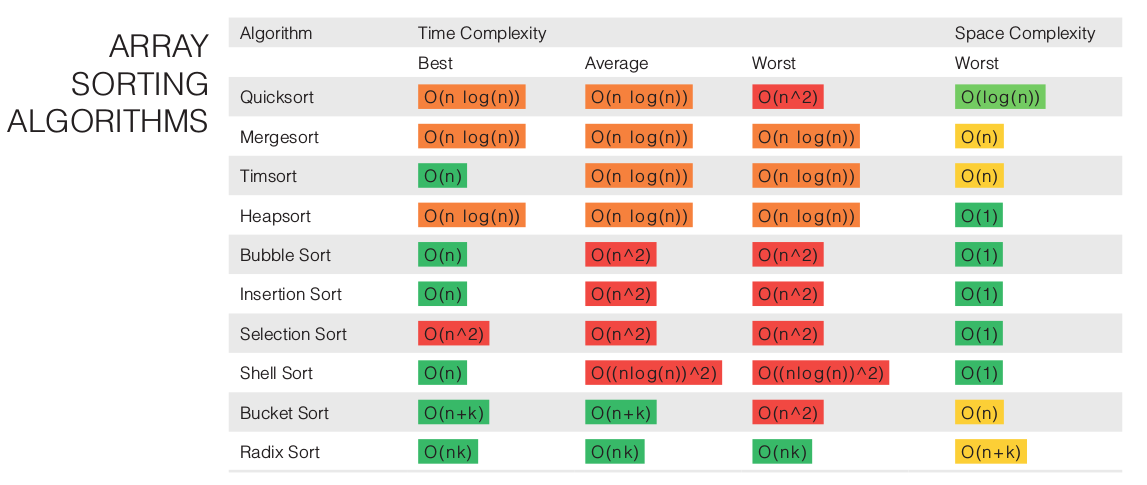 ARRAY
SORTING
ALGORITHMS
Algorithm Time Complexity Space Complexity
Best Average Worst Worst
Quicksort O(n log(n)) O(n log(n)) O(n^2) O(log(n))
Mergesort O(n log(n)) O(n log(n)) O(n log(n)) O(n)
Timsort O(n) O(n log(n)) O(n log(n)) O(n)
Heapsort O(n log(n)) O(n log(n)) O(n log(n)) O(1)
Bubble Sort O(n) O(n^2) O(n^2) O(1)
Insertion Sort O(n) O(n^2) O(n^2) O(1)
Selection Sort O(n^2) O(n^2) O(n^2) O(1)
Shell Sort O(n) O((nlog(n))^2) O((nlog(n))^2) O(1)
Bucket Sort O(n+k) O(n+k) O(n^2) O(n)
Radix Sort O(nk) O(nk) O(nk) O(n+k)